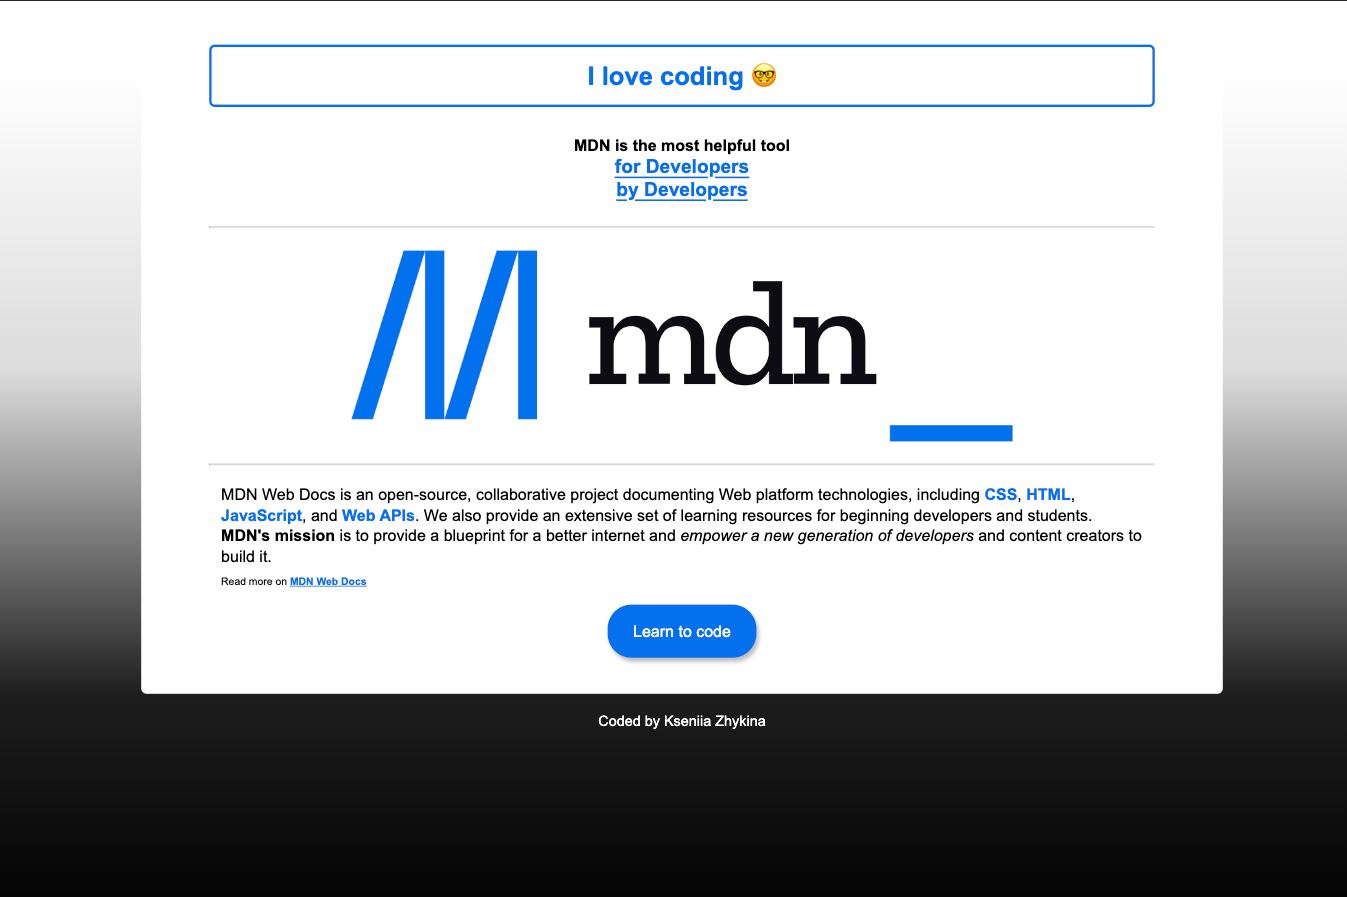 I love coding 🤓
MDN is the most helpful tool
for Developers
by Developers
M mdn_
MDN Web Docs is an open-source, collaborative project documenting Web platform technologies, including CSS, HTML,
JavaScript, and Web APIs. We also provide an extensive set of learning resources for beginning developers and students.
MDN's mission is to provide a blueprint for a better internet and empower a new generation of developers and content creators to
build it.
Read more on MDN Web Docs
Learn to code
Coded by Kseniia Zhykina